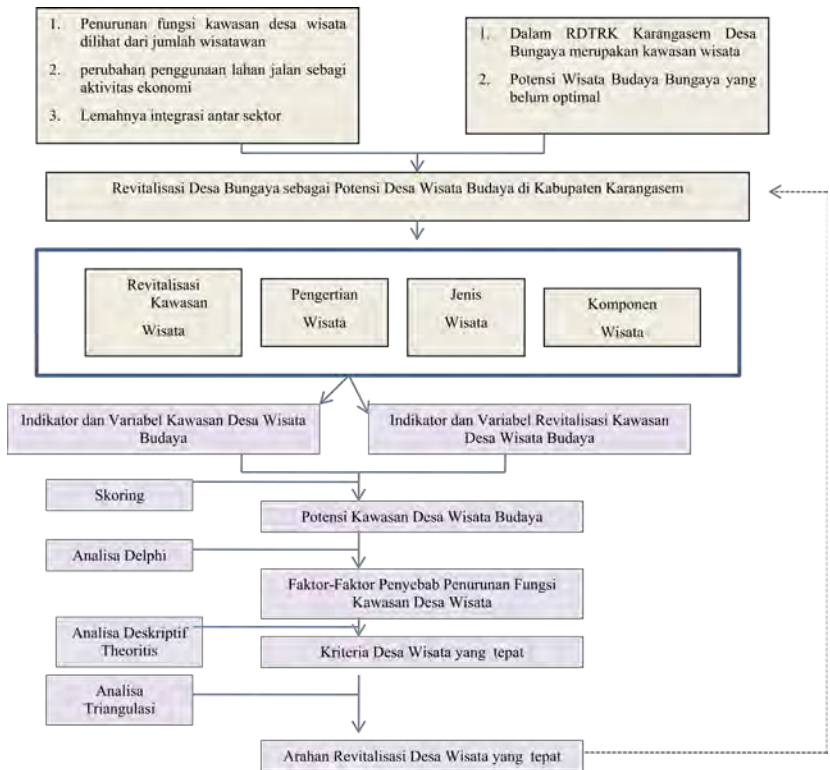 1. Penurunan fungsi kawasan desa wisata
dilihat dari jumlah wisatawan
2. perubahan penggunaan lahan jalan sebagi
aktivitas ekonomi
3. Lemahnya integrasi antar sektor
1. Dalam RDTRK Karangasem Desa
Bungaya merupakan kawasan wisata
2. Potensi Wisata Budaya Bungaya yang
belum optimal
Revitalisasi Desa Bungaya sebagai Potensi Desa Wisata Budaya di Kabupaten Karangasem
Revitalisasi
Kawasan
Wisata
Pengertian
Wisata
Jenis
Wisata
Komponen
Wisata
Indikator dan Variabel Kawasan Desa Wisata
Budaya
Indikator dan Variabel Revitalisasi Kawasan
Desa Wisata Budaya
Skoring
Potensi Kawasan Desa Wisata Budaya
Analisa Delphi
Faktor-Faktor Penyebab Penurunan Fungsi
Kawasan Desa Wisata
Analisa Deskriptif
Theoritis
Kriteria Desa Wisata yang tepat
Analisa
Triangulasi
Arahan Revitalisasi Desa Wisata yang tepat